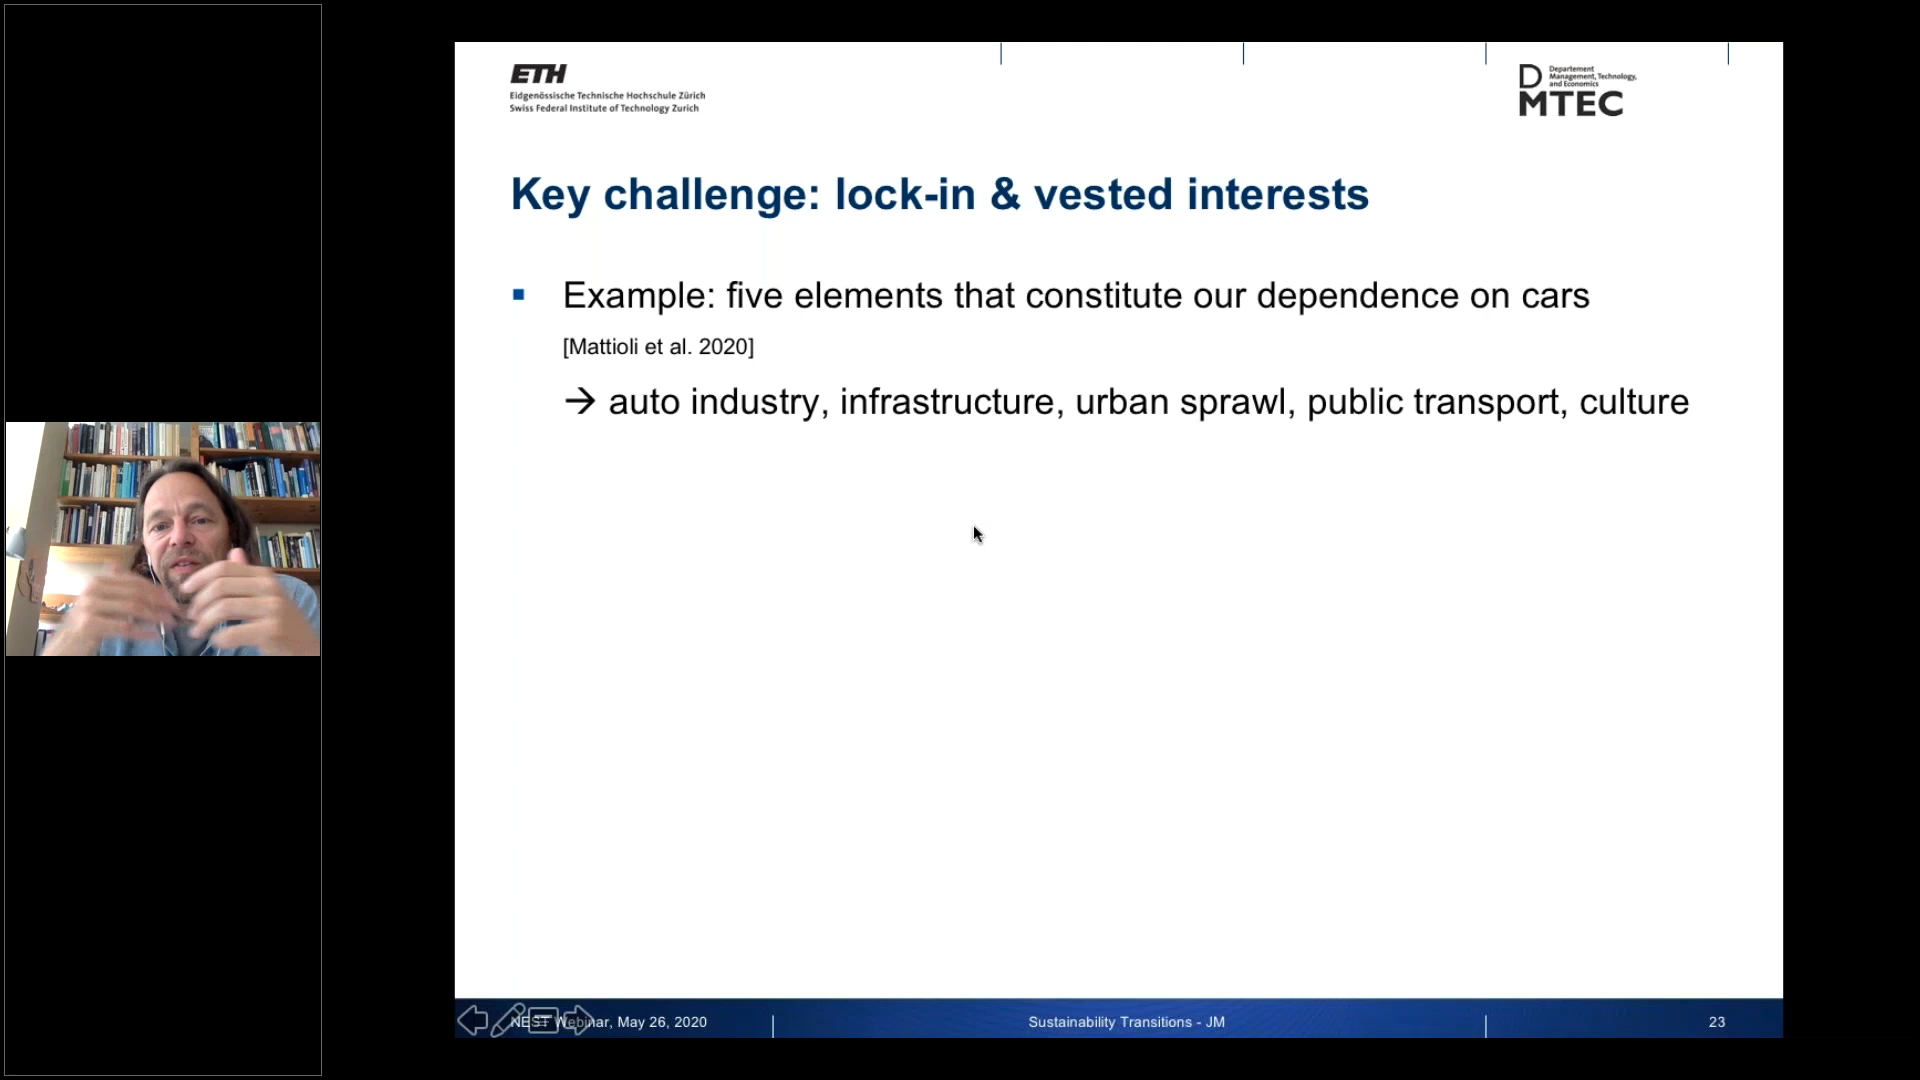 ETH
Eidgenössische Technische Hochschule Zürich
Swiss Federal Institute of Technology Zurich
D Departement
Management, Technology,
and Economics
MTEC
Key challenge: lock-in & vested interests
▪ Example: five elements that constitute our dependence on cars
[Mattioli et al. 2020]
→ auto industry, infrastructure, urban sprawl, public transport, culture
NEST Webinar, May 26, 2020
Sustainability Transitions - JM
23